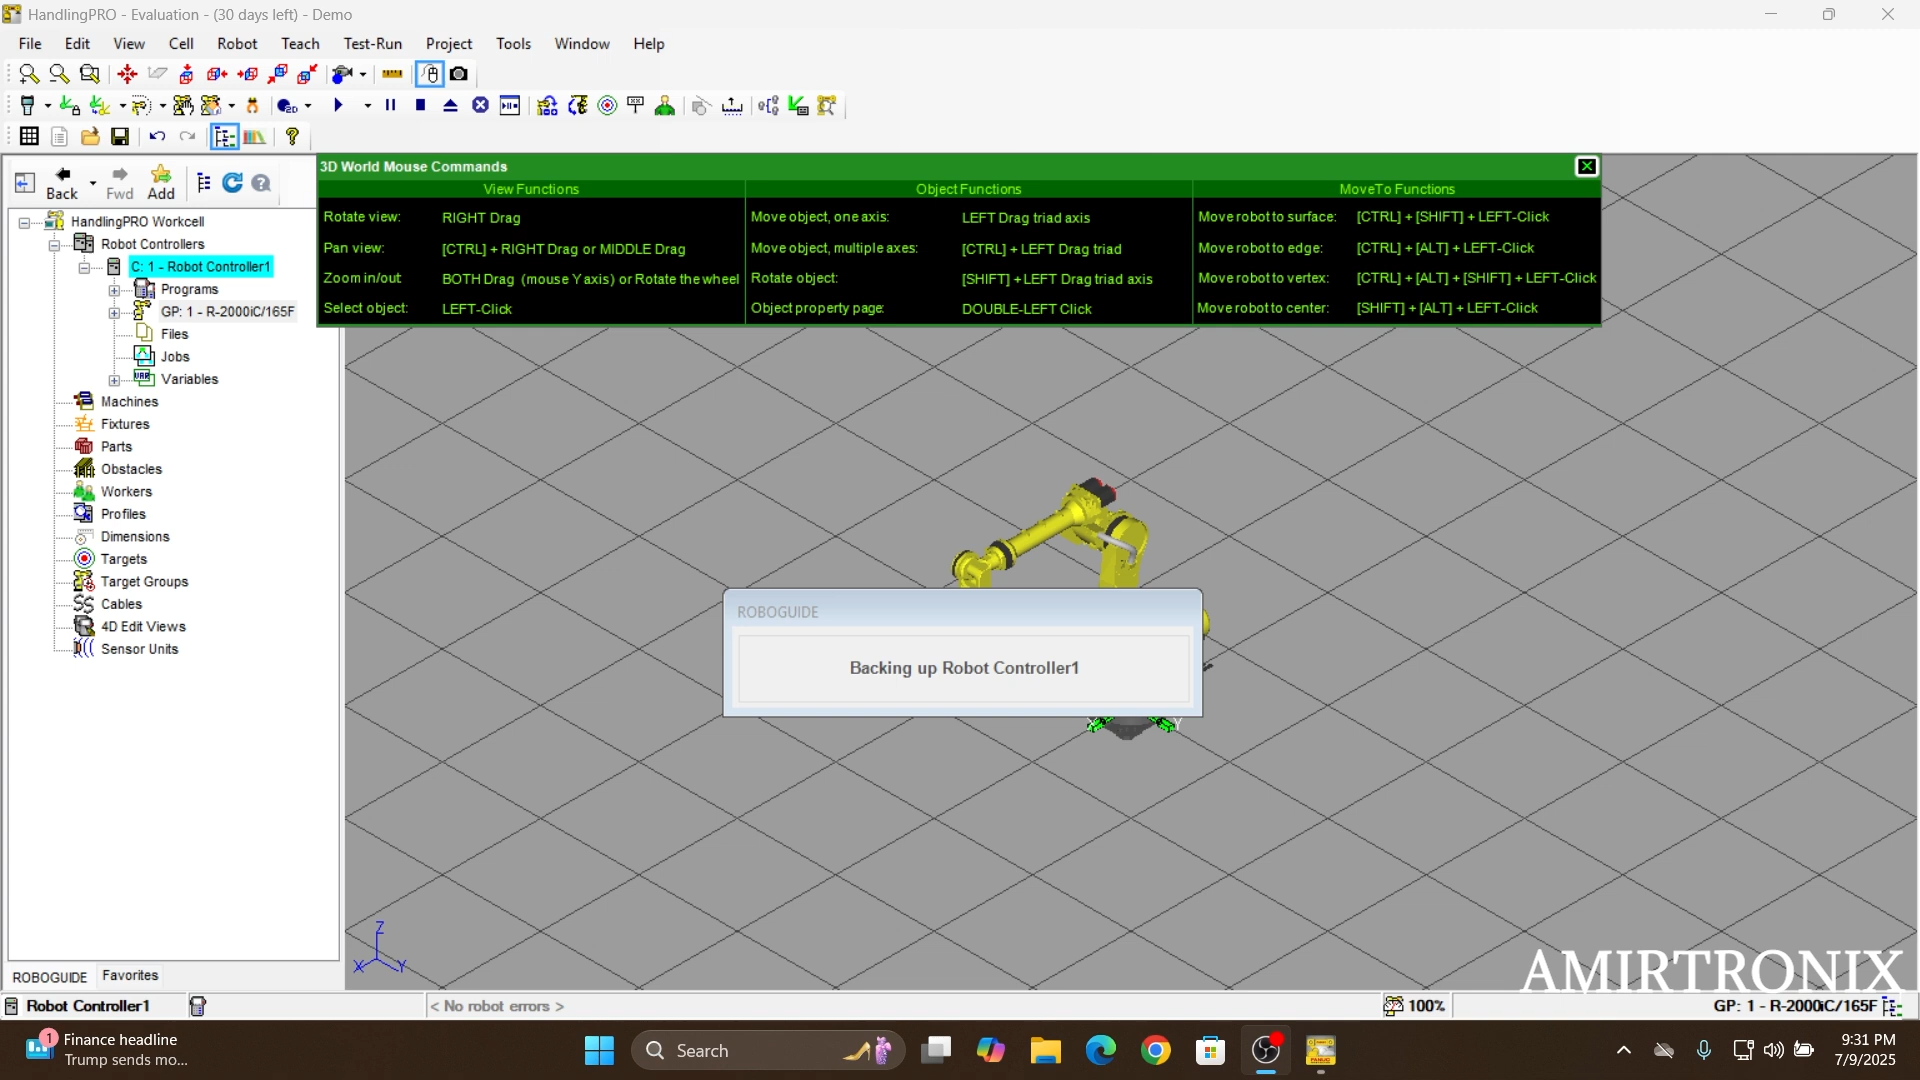 HandlingPRO - Evaluation - (30 days left) - Demo
File Edit View Cell Robot Teach Test-Run Project Tools Window Help
Back Fwd Add
HandlingPRO Workcell
Robot Controllers
C: 1 - Robot Controller1
Programs
GP: 1 - R-2000iC/165F
Files
Jobs
Variables
Machines
Fixtures
Parts
Obstacles
Workers
Profiles
Dimensions
Targets
Target Groups
Cables
4D Edit Views
Sensor Units
ROBOGUIDE Favorites
3D World Mouse Commands
View Functions Object Functions MoveTo Functions
Rotate view: RIGHT Drag Move object, one axis: LEFT Drag triad axis Move robot to surface: [CTRL] + [SHIFT] + LEFT-Click
Pan view: [CTRL] + RIGHT Drag or MIDDLE Drag Move object, multiple axes: [CTRL] + LEFT Drag triad Move robot to edge: [CTRL] + [ALT] + LEFT-Click
Zoom in/out: BOTH Drag (mouse Y axis) or Rotate the wheel Rotate object: [SHIFT] + LEFT Drag triad axis Move robot to vertex: [CTRL] + [ALT] + [SHIFT] + LEFT-Click
Select object: LEFT-Click Object property page: DOUBLE-LEFT Click Move robot to center: [SHIFT] + [ALT] + LEFT-Click
ROBOGUIDE
Backing up Robot Controller1
Z
X Y
Y
AMIRTRONIX
Robot Controller1 < No robot errors > 100% GP: 1 - R-2000iC/165F
1
Finance headline
Trump sends mo...
Search
9:31 PM
7/9/2025